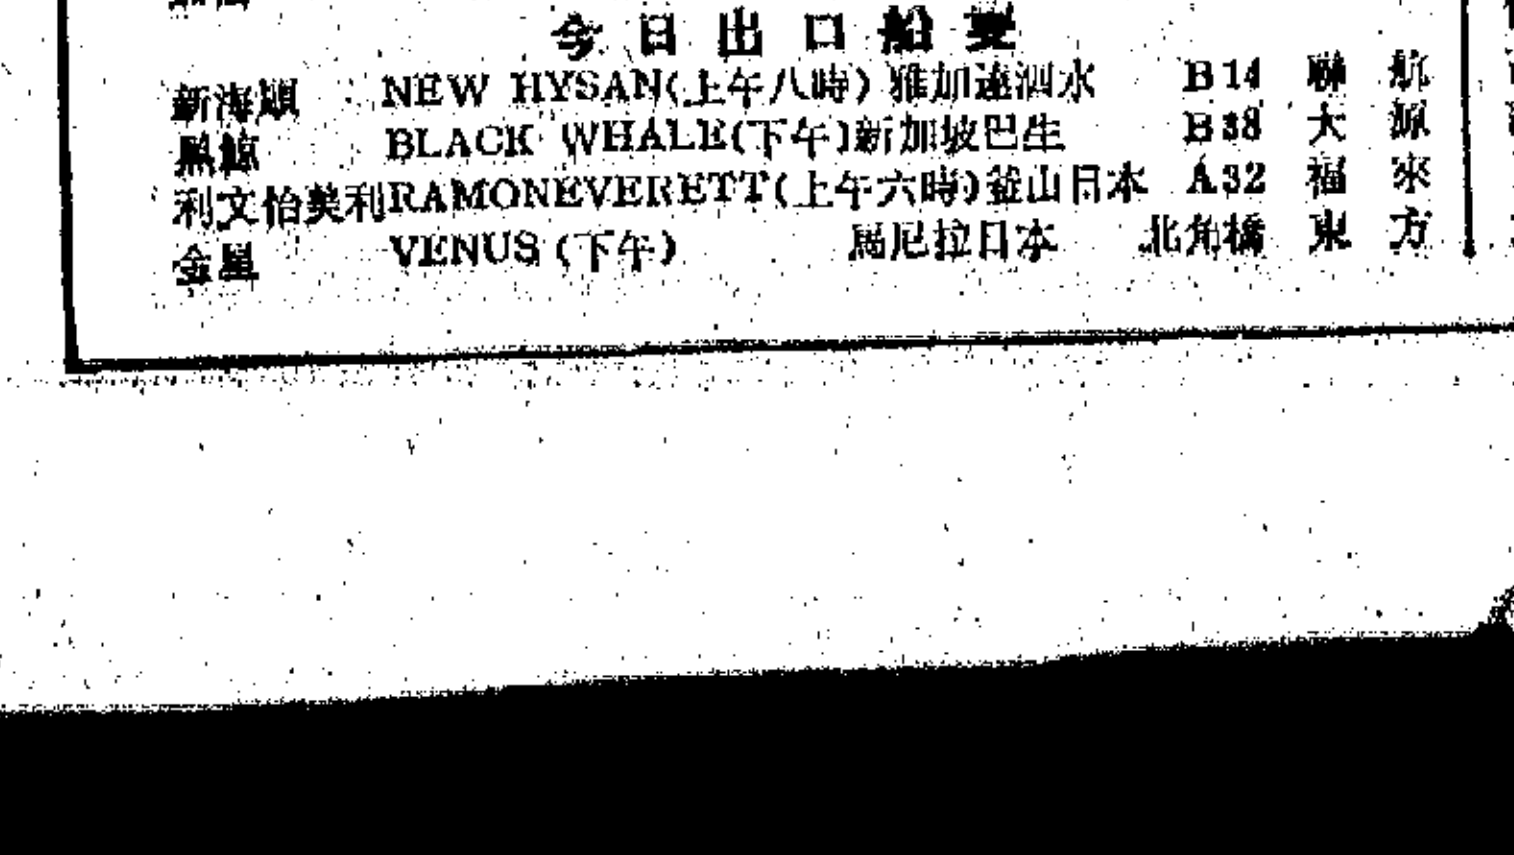 今日出口船隻
新海順 NEW HYSAN(上午八時) 雅加達泗水 B14 聯航
黑鯨 BLACK WHALE(下午)新加坡巴生 B38 大源
利文怡美利RAMONEVERETT(上午六時)釜山日本 A32 福來
金星 VENUS (下午) 馬尼拉日本 北角橋 東方